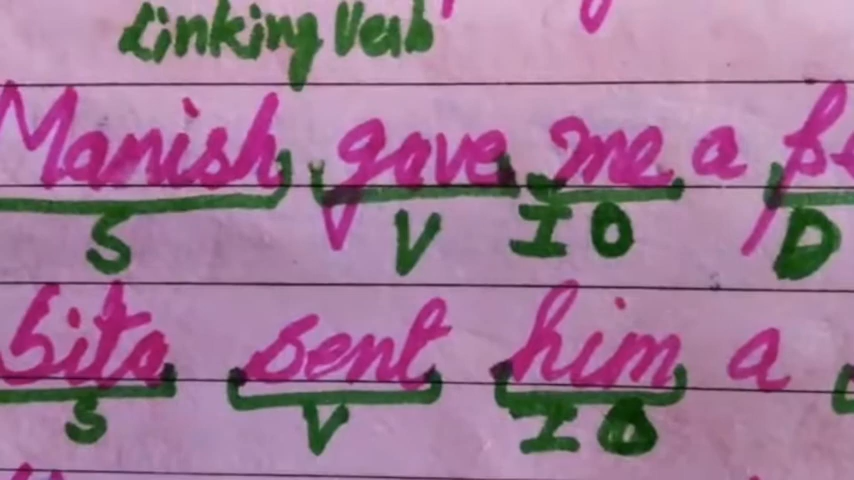 Linking Verb
Manish gave me a
S V IO D
Sita sent him a
S V IO